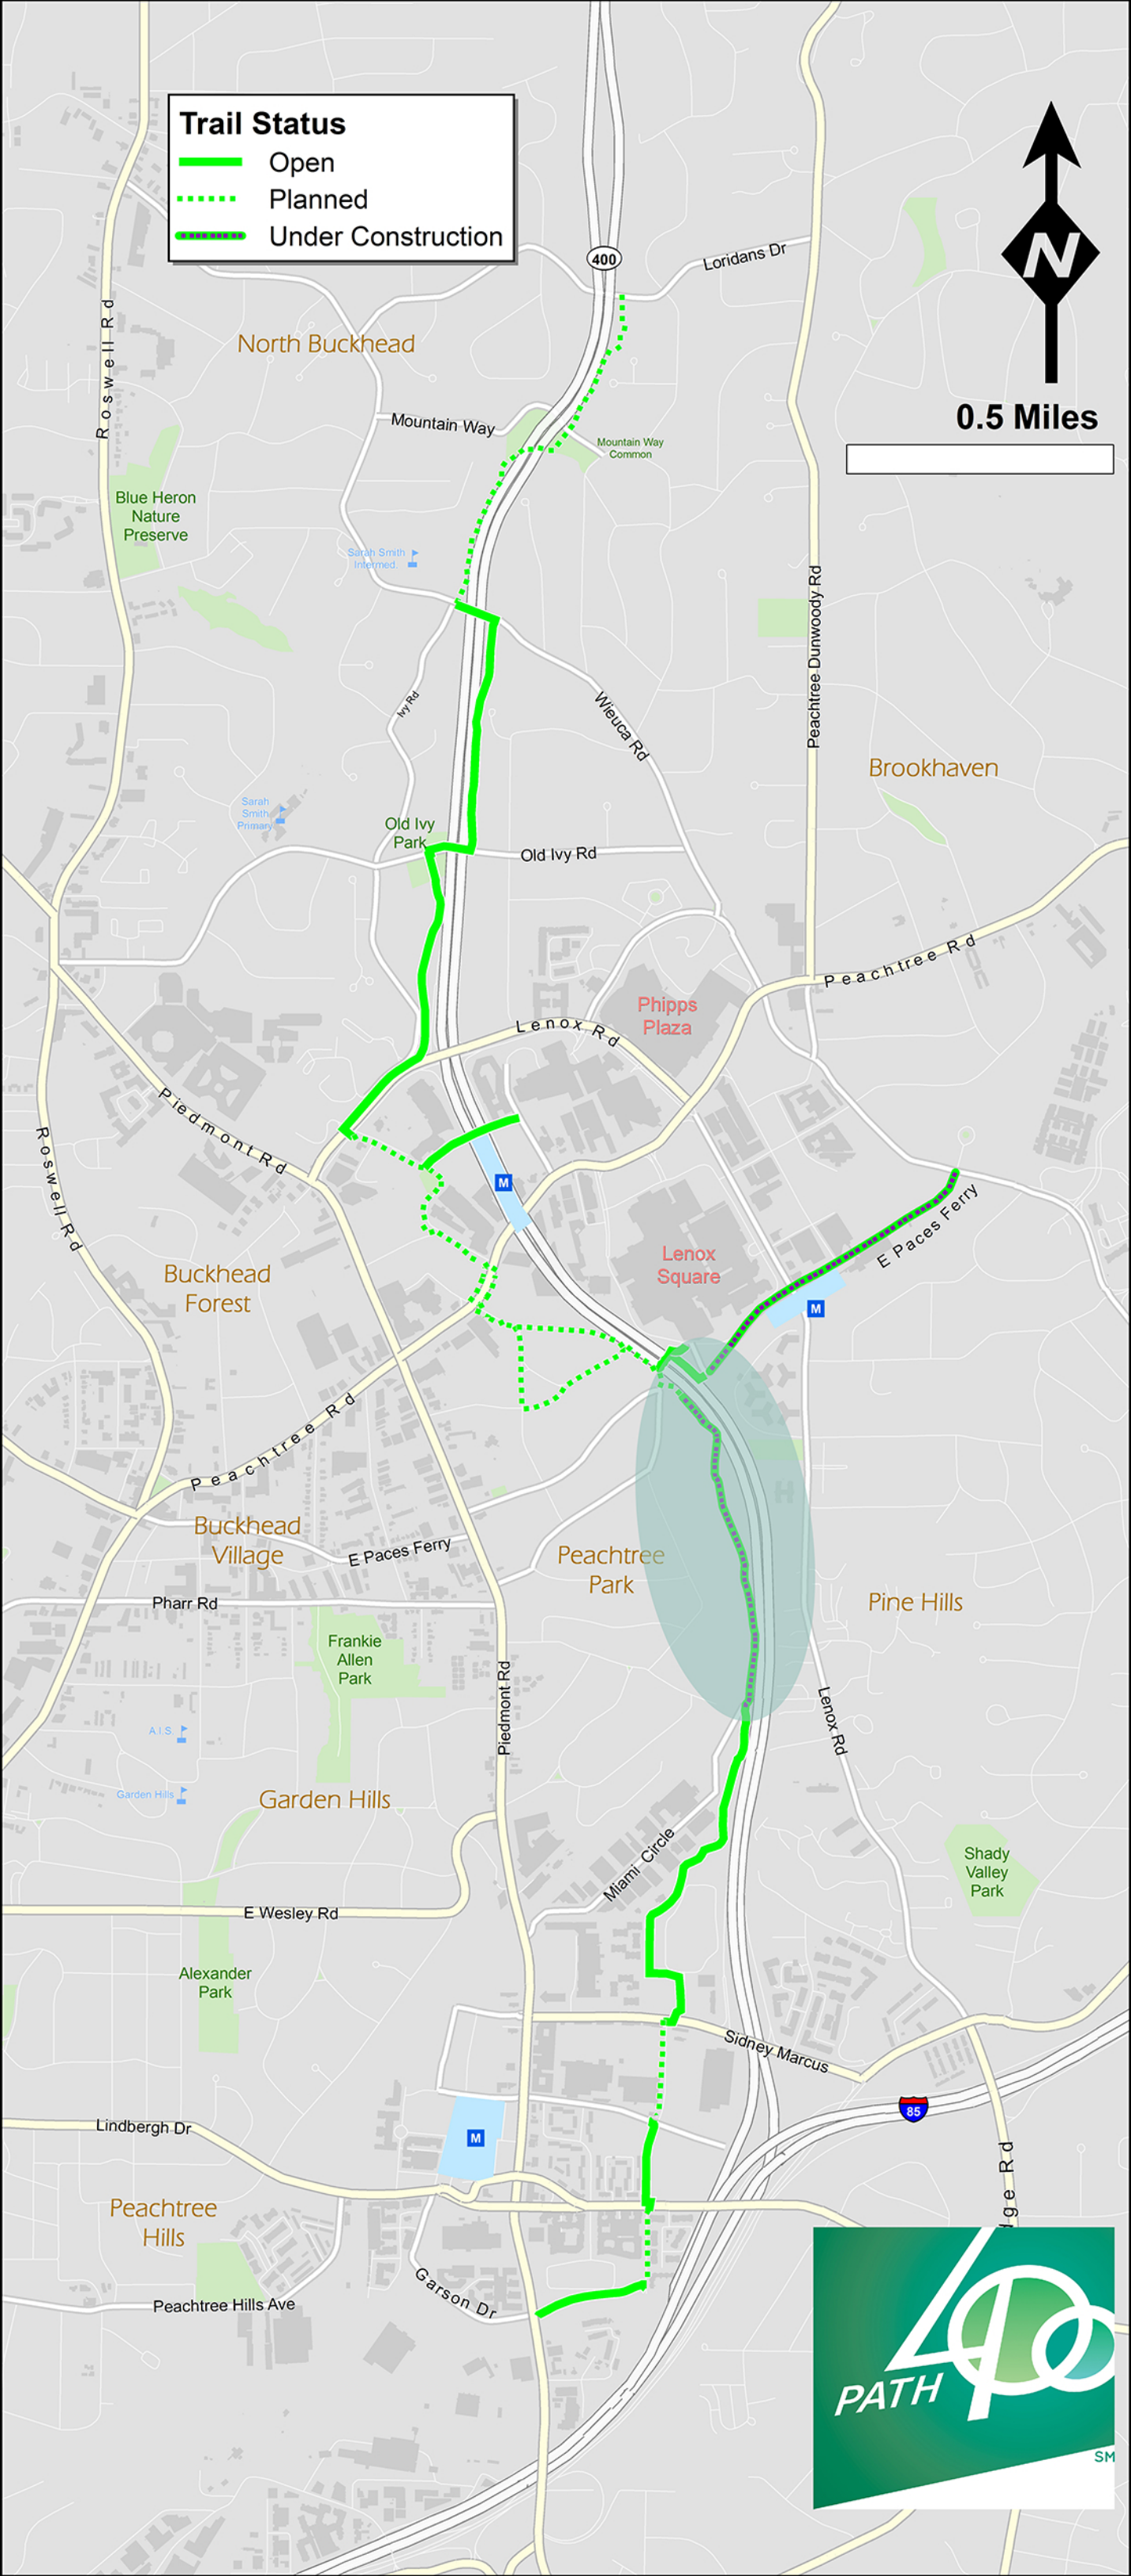 Trail Status
Open
Planned
Under Construction
400
Loridans Dr
N
0.5 Miles
North Buckhead
Roswell Rd
Mountain Way
Mountain Way
Common
Blue Heron
Nature
Preserve
Sarah Smith
Intermed.
Peachtree Dunwoody Rd
Ivy Rd
Wieuca Rd
Brookhaven
Sarah
Smith
Primary
Old Ivy
Park
Old Ivy Rd
Peachtree Rd
Phipps
Plaza
Lenox Rd
Piedmont Rd
Roswell Rd
M
E Paces Ferry
Lenox
Square
M
Buckhead
Forest
Peachtree Rd
Buckhead
Village
E Paces Ferry
Peachtree
Park
Pharr Rd
Pine Hills
Frankie
Allen
Park
Piedmont Rd
Lenox Rd
A.I.S.
Garden Hills
Garden Hills
Miami Circle
Shady
Valley
Park
E Wesley Rd
Alexander
Park
Sidney Marcus
85
Lindbergh Dr
M
dge Rd
Peachtree
Hills
Garson Dr
Peachtree Hills Ave
PATH
400
SM